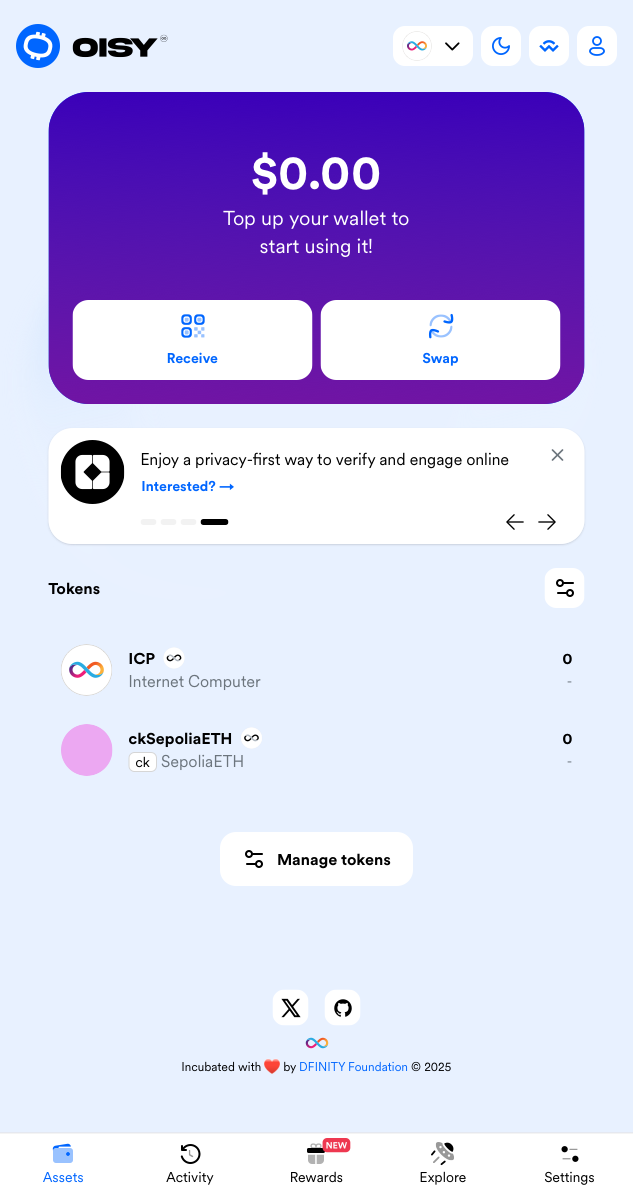 OISY
$0.00
Top up your wallet to
start using it!
Receive
Swap
Enjoy a privacy-first way to verify and engage online
Interested? →
Tokens
ICP
0
Internet Computer
-
ckSepoliaETH
0
ck SepoliaETH
-
Manage tokens
Incubated with ❤️ by DFINITY Foundation © 2025
NEW
Assets
Activity
Rewards
Explore
Settings